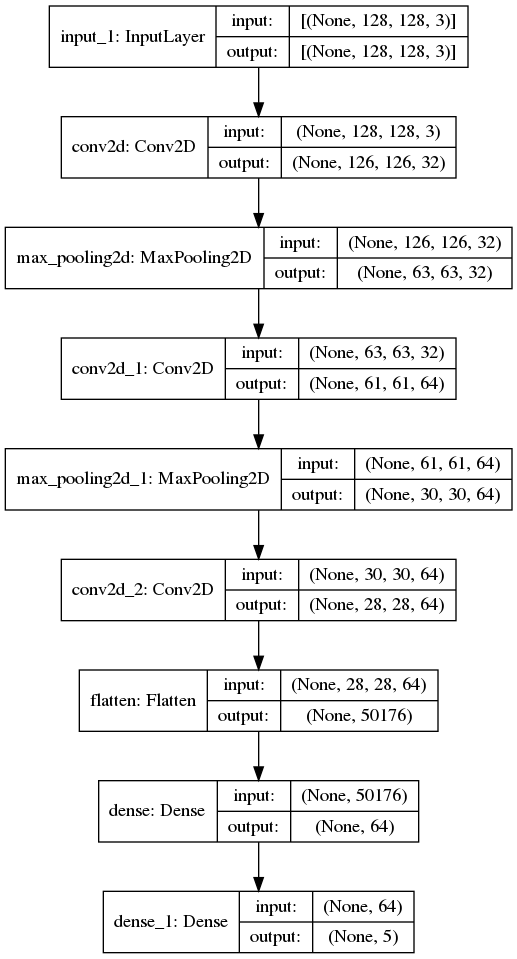 input_1: InputLayer
input: [(None, 128, 128, 3)]
output: [(None, 128, 128, 3)]
conv2d: Conv2D
input: (None, 128, 128, 3)
output: (None, 126, 126, 32)
max_pooling2d: MaxPooling2D
input: (None, 126, 126, 32)
output: (None, 63, 63, 32)
conv2d_1: Conv2D
input: (None, 63, 63, 32)
output: (None, 61, 61, 64)
max_pooling2d_1: MaxPooling2D
input: (None, 61, 61, 64)
output: (None, 30, 30, 64)
conv2d_2: Conv2D
input: (None, 30, 30, 64)
output: (None, 28, 28, 64)
flatten: Flatten
input: (None, 28, 28, 64)
output: (None, 50176)
dense: Dense
input: (None, 50176)
output: (None, 64)
dense_1: Dense
input: (None, 64)
output: (None, 5)